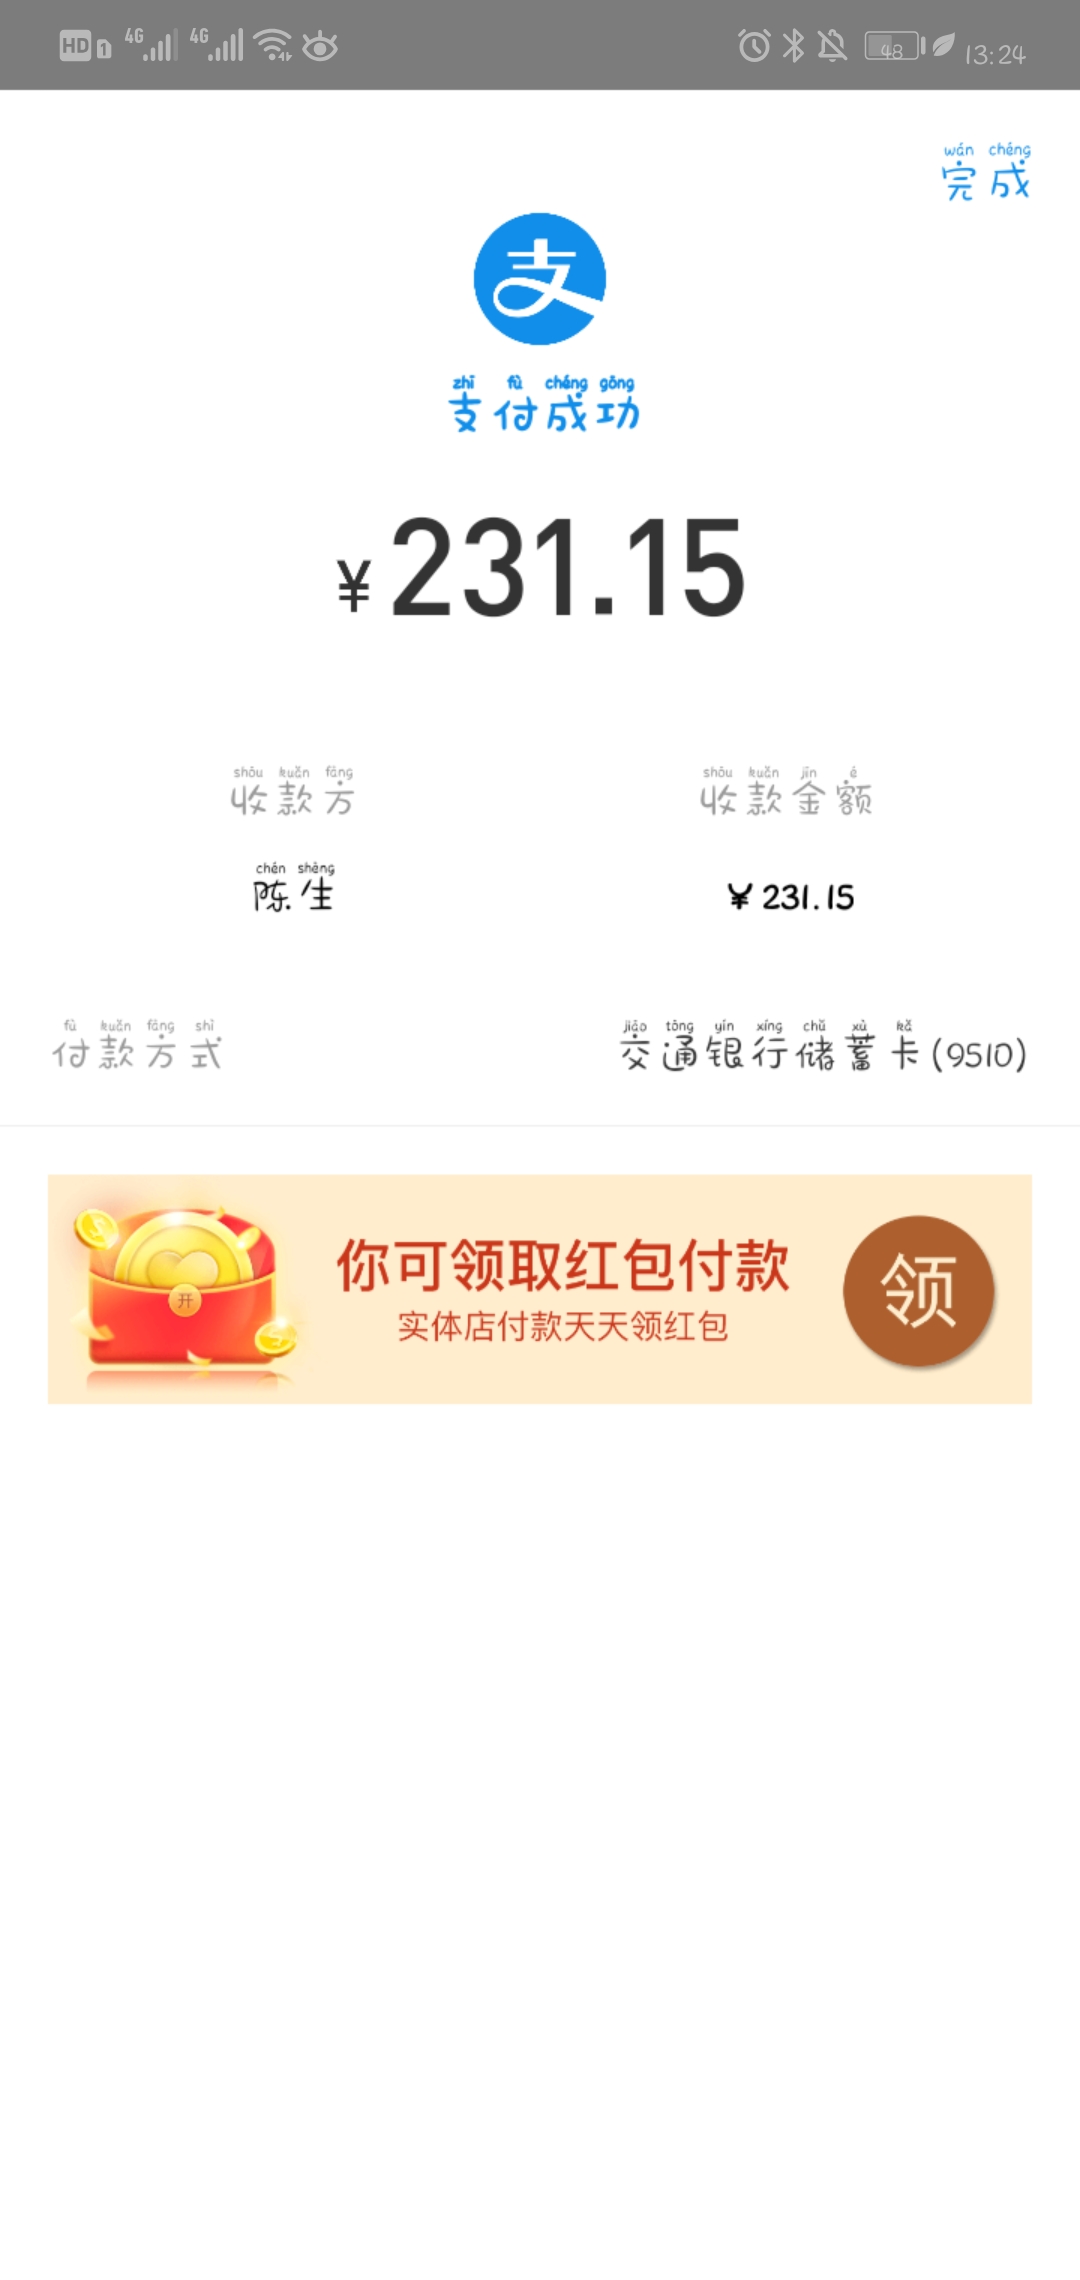 HD 1 4G 4G 48 13:24
wán chéng
完成
支
zhī fù chéng gōng
支付成功
¥231.15
shōu kuǎn fāng shōu kuǎn jīn é
收款方 收款金额
chén shēng
陈生 ¥231.15
fù kuǎn fāng shì jiāo tōng yín xíng chǔ xù kǎ
付款方式 交通银行储蓄卡(9510)
开
你可领取红包付款
实体店付款天天领红包
领